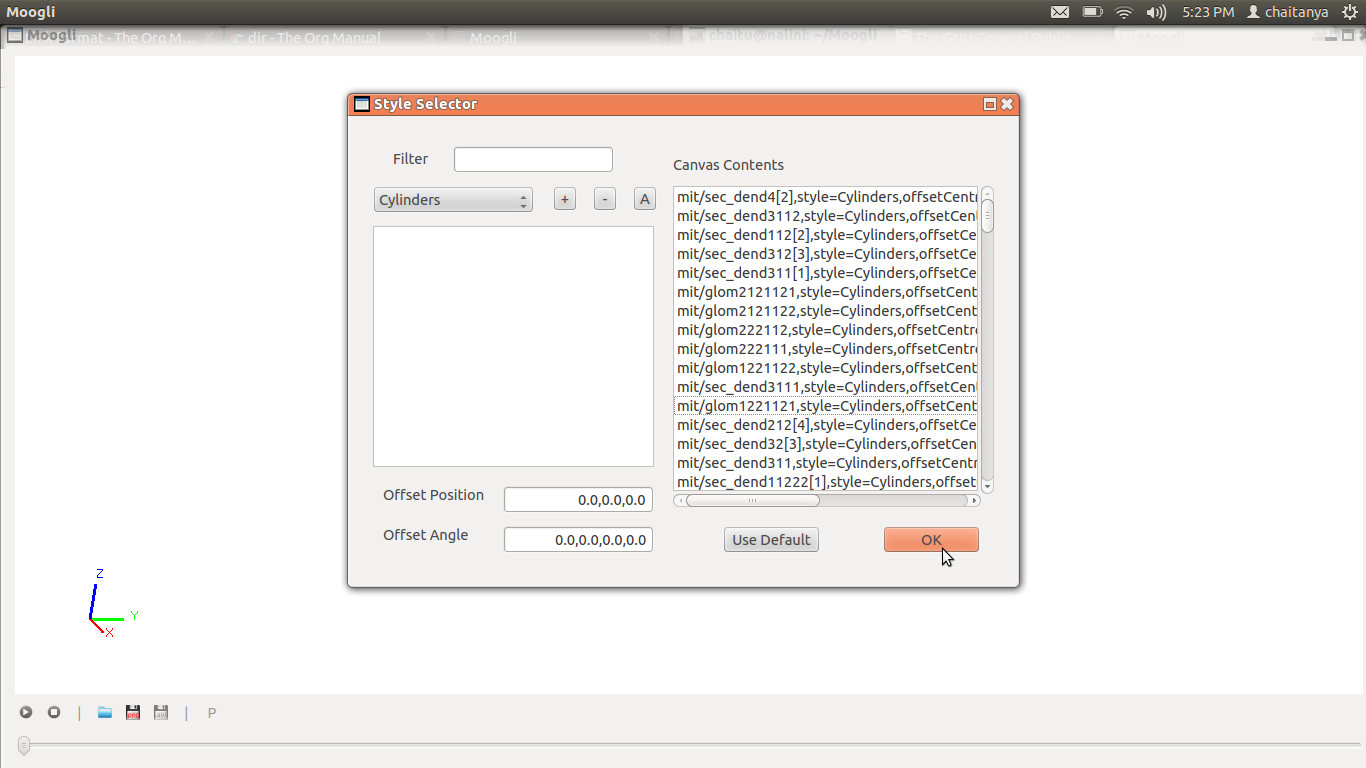 Moogli
5:23 PM chaitanya
Moogli mat - The Org M... dir - The Org Manual Moogli chaitu@nalini: ~/Moogli Moogli
Style Selector
Filter
Canvas Contents
Cylinders + - A
mit/sec_dend4[2],style=Cylinders,offsetCentr
mit/sec_dend3112,style=Cylinders,offsetCent
mit/sec_dend112[2],style=Cylinders,offsetCe
mit/sec_dend312[3],style=Cylinders,offsetCe
mit/sec_dend311[1],style=Cylinders,offsetCe
mit/glom2121121,style=Cylinders,offsetCent
mit/glom2121122,style=Cylinders,offsetCent
mit/glom222112,style=Cylinders,offsetCentre
mit/glom222111,style=Cylinders,offsetCentre
mit/glom1221122,style=Cylinders,offsetCent
mit/sec_dend3111,style=Cylinders,offsetCent
mit/glom1221121,style=Cylinders,offsetCent
mit/sec_dend212[4],style=Cylinders,offsetCe
mit/sec_dend32[3],style=Cylinders,offsetCen
mit/sec_dend311,style=Cylinders,offsetCentr
mit/sec_dend11222[1],style=Cylinders,offset
Offset Position 0.0,0.0,0.0
Offset Angle 0.0,0.0,0.0,0.0
Use Default OK
Z
Y
X
png avi P